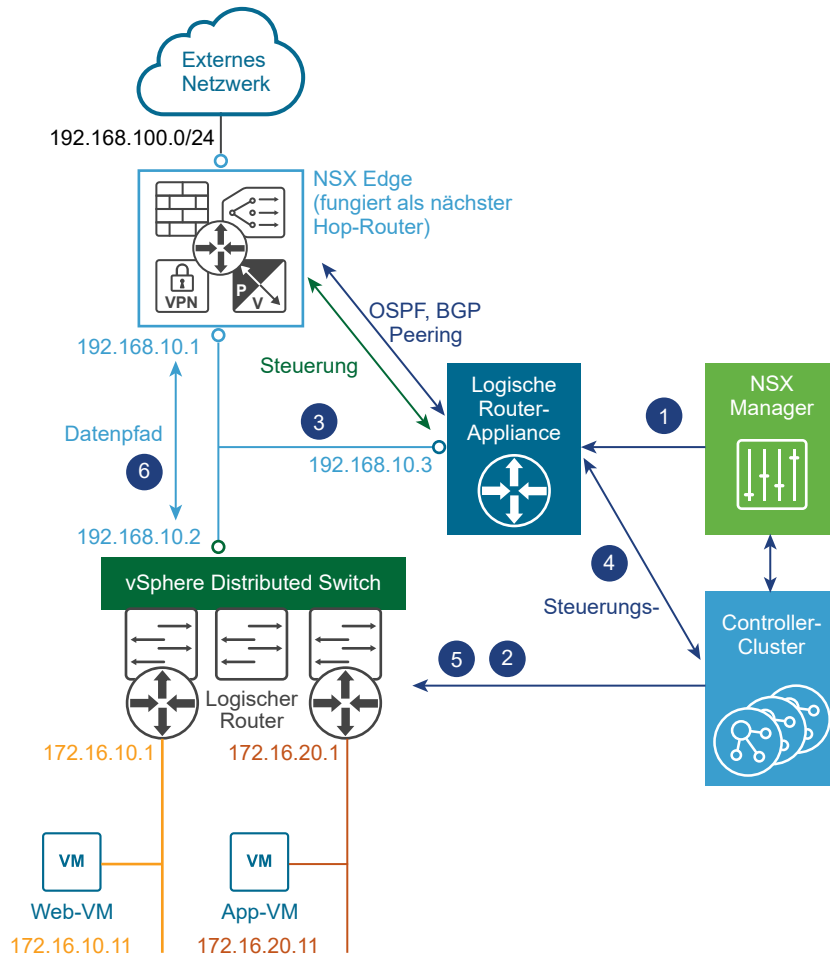 Externes
Netzwerk
192.168.100.0/24
NSX Edge
(fungiert als nächster
Hop-Router)
VPN
P
V
OSPF, BGP
Peering
192.168.10.1
Steuerung
Logische
Router-
Appliance
NSX
Manager
3
1
Datenpfad
192.168.10.3
6
192.168.10.2
4
vSphere Distributed Switch
Steuerungs-
Controller-
Cluster
5
2
Logischer
Router
172.16.10.1
172.16.20.1
VM
VM
Web-VM
App-VM
172.16.10.11
172.16.20.11